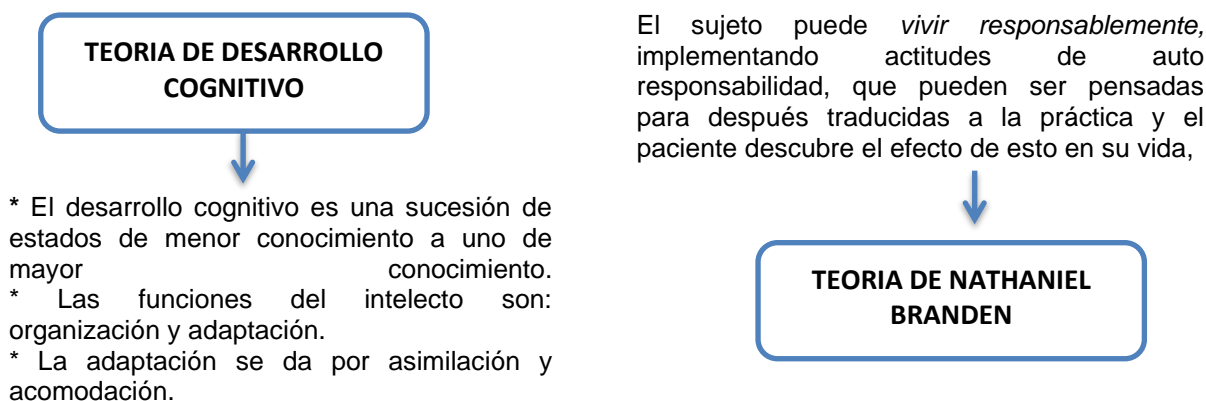 TEORIA DE DESARROLLO
COGNITIVO
* El desarrollo cognitivo es una sucesión de
estados de menor conocimiento a uno de
mayor conocimiento.
* Las funciones del intelecto son:
organización y adaptación.
* La adaptación se da por asimilación y
acomodación.
El sujeto puede vivir responsablemente,
implementando actitudes de auto
responsabilidad, que pueden ser pensadas
para después traducidas a la práctica y el
paciente descubre el efecto de esto en su vida,
TEORIA DE NATHANIEL
BRANDEN